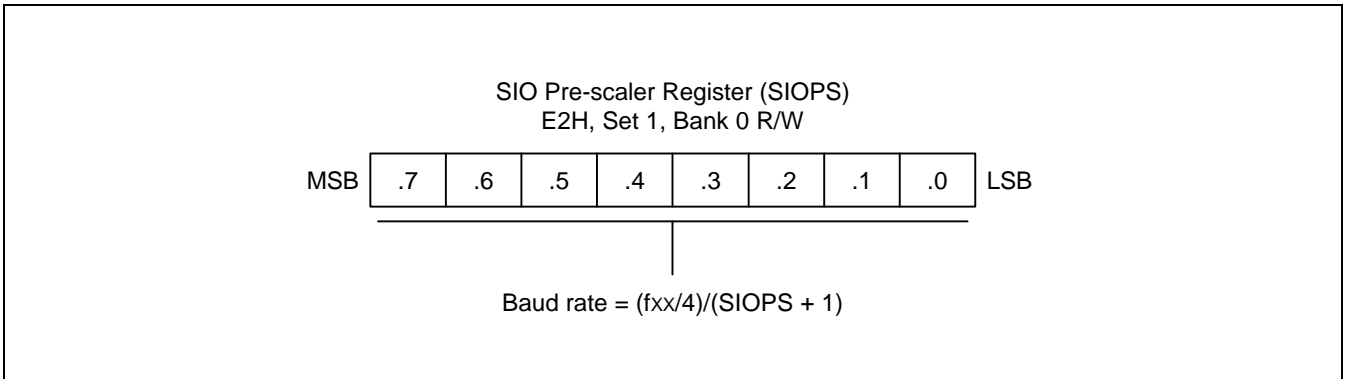 SIO Pre-scaler Register (SIOPS)
E2H, Set 1, Bank 0 R/W
MSB .7 .6 .5 .4 .3 .2 .1 .0 LSB
Baud rate = (fxx/4)/(SIOPS + 1)